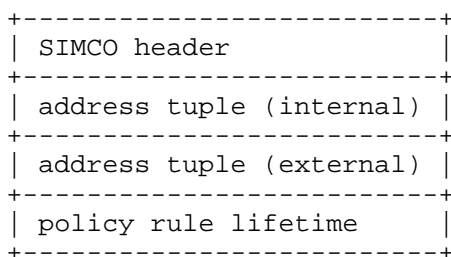 +--------------------------+
| SIMCO header             |
+--------------------------+
| address tuple (internal) |
+--------------------------+
| address tuple (external) |
+--------------------------+
| policy rule lifetime     |
+--------------------------+